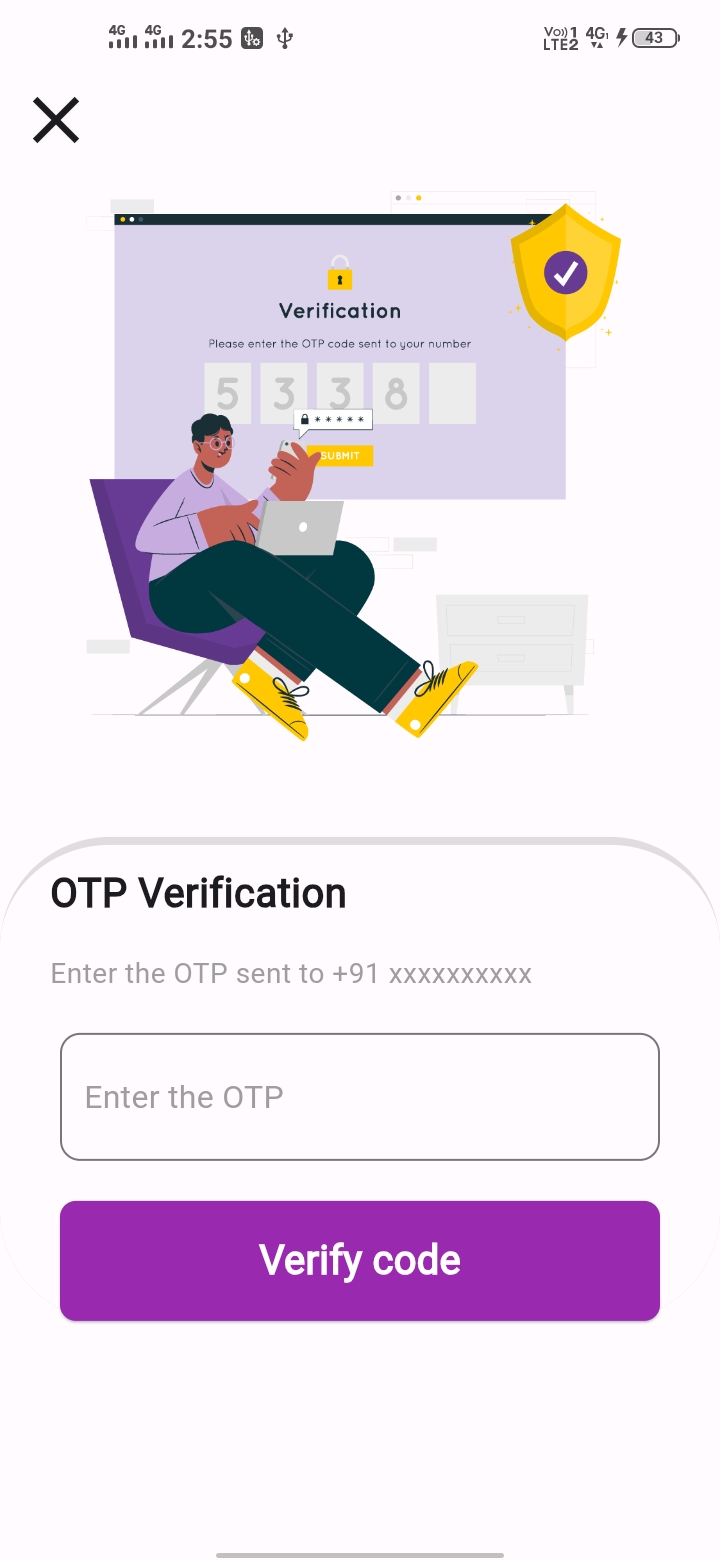 4G 4G 2:55 Vo))1 LTE2 4G1 43
Verification
Please enter the OTP code sent to your number
5 3 3 8
*****
SUBMIT
OTP Verification
Enter the OTP sent to +91 xxxxxxxxxx
Enter the OTP
Verify code